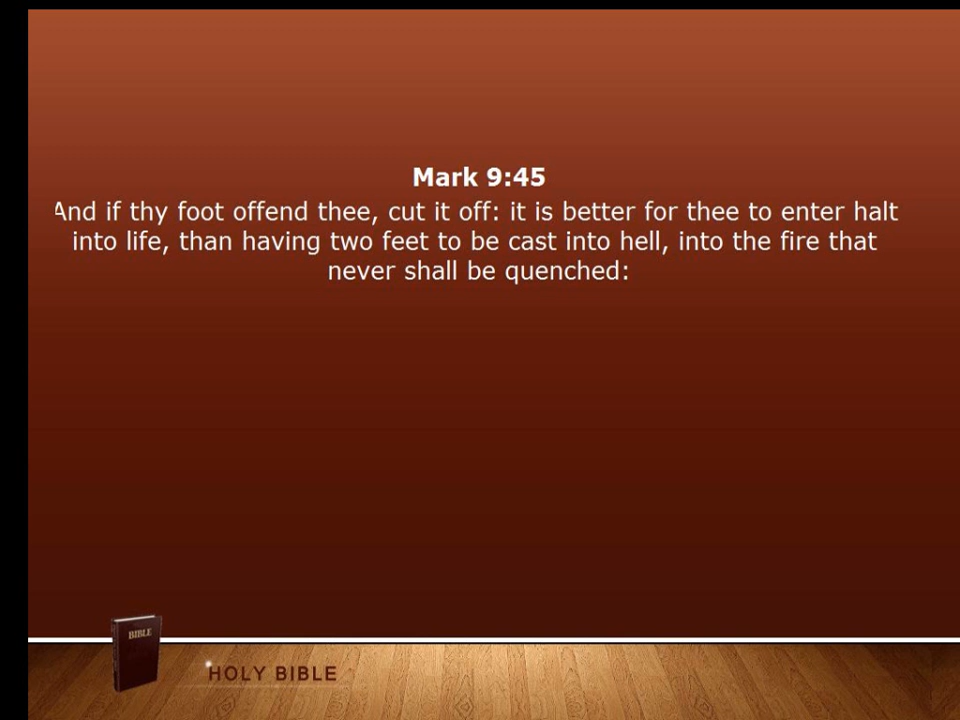 Mark 9:45
And if thy foot offend thee, cut it off: it is better for thee to enter halt
into life, than having two feet to be cast into hell, into the fire that
never shall be quenched:
BIBLE
HOLY BIBLE